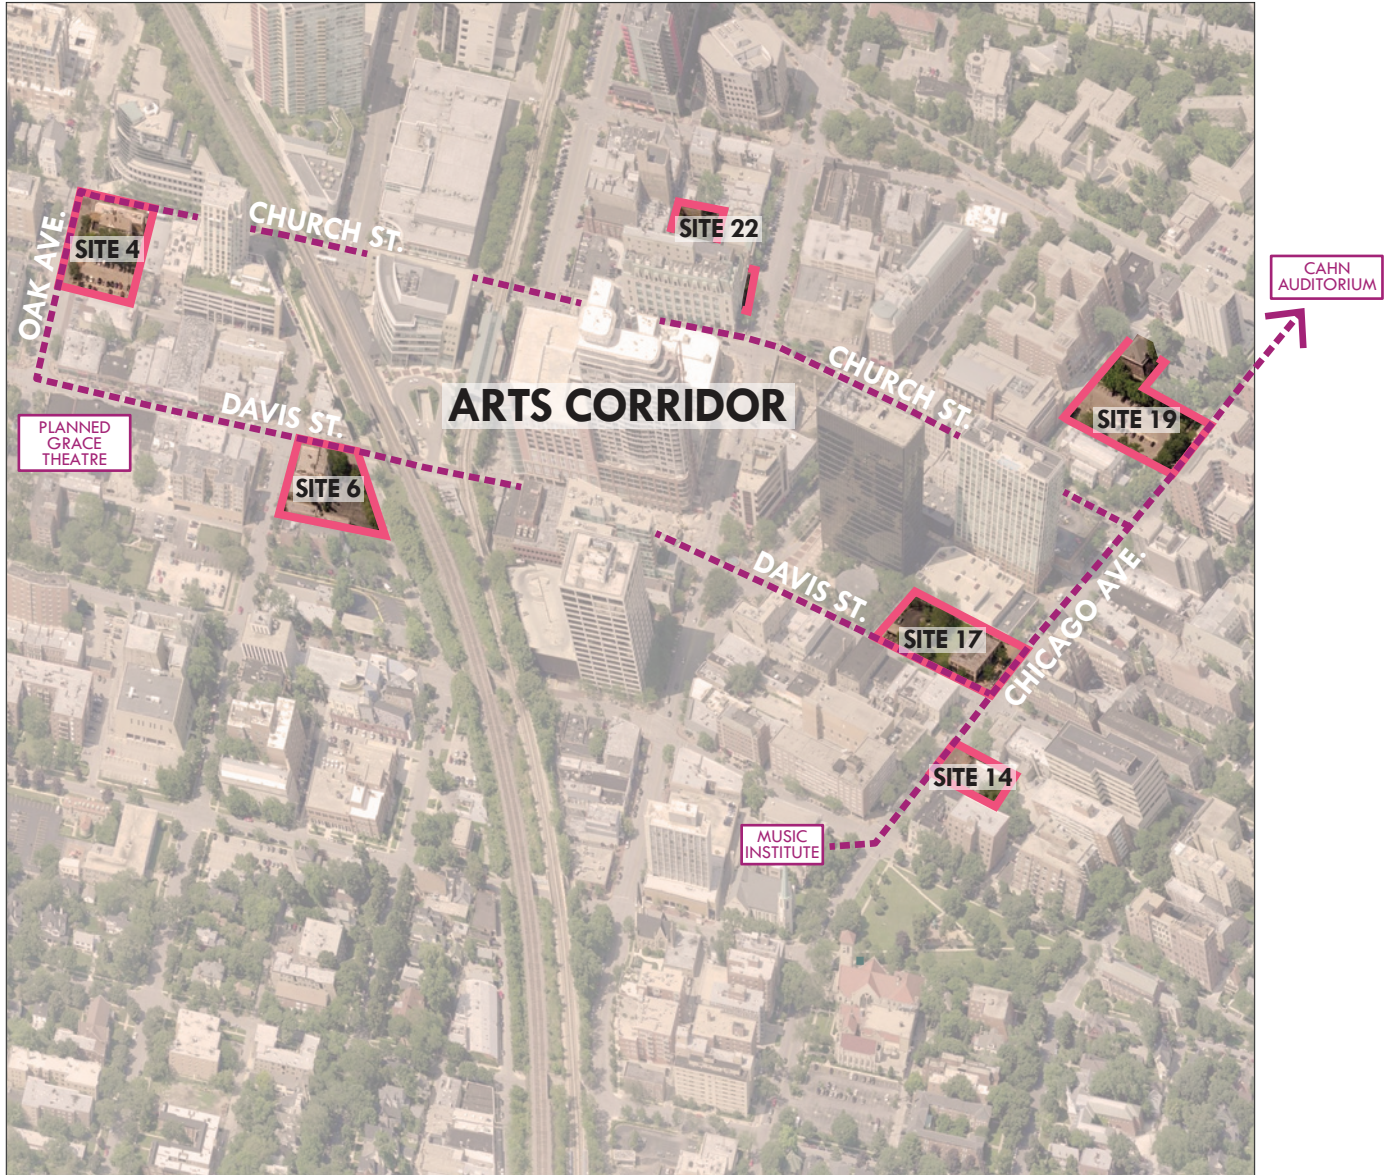 OAK AVE.
SITE 4
CHURCH ST.
SITE 22
CAHN
AUDITORIUM
ARTS CORRIDOR
CHURCH ST.
SITE 19
DAVIS ST.
PLANNED
GRACE
THEATRE
SITE 6
DAVIS ST.
SITE 17
CHICAGO AVE.
SITE 14
MUSIC
INSTITUTE